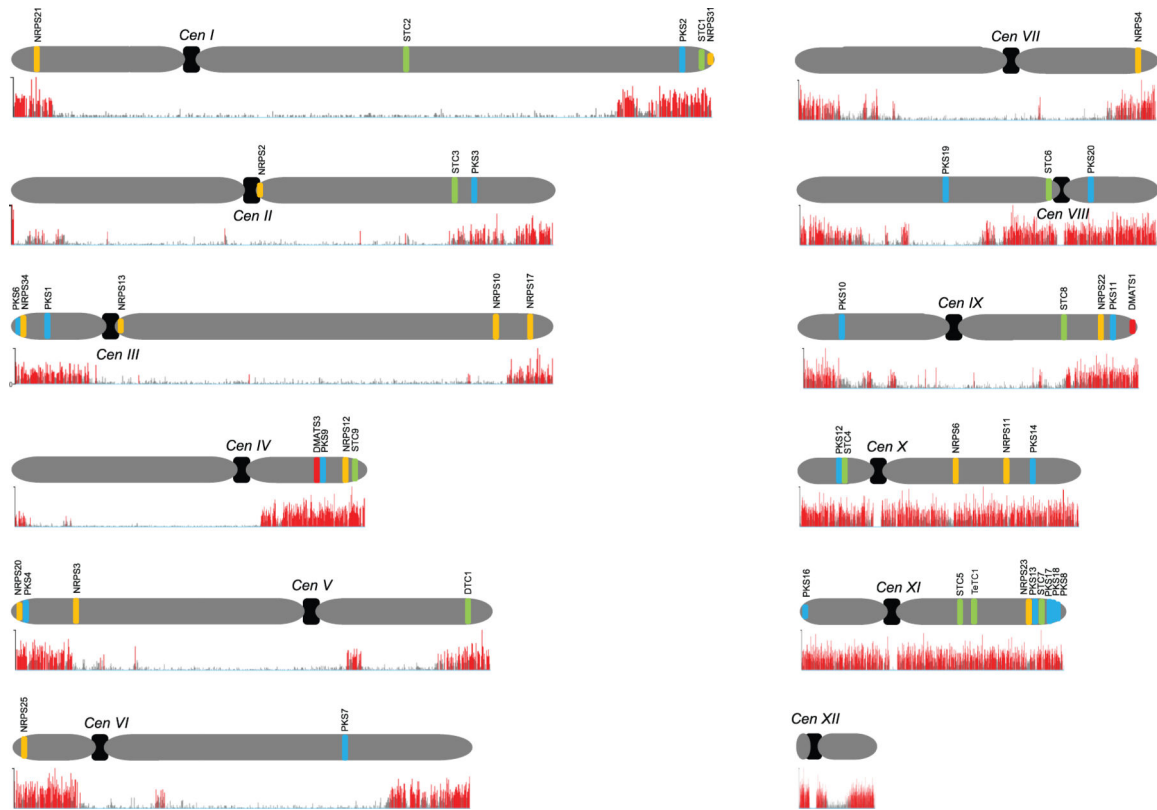 NRPS21
Cen I
STC2
PKS2
STC1
NRPS31
NRPS2
Cen II
STC3
PKS3
PKS6
NRPS34
PKS1
NRPS13
Cen III
NRPS10
NRPS17
0
Cen IV
DMATS3
PKS9
NRPS12
STC9
NRPS20
PKS4
NRPS3
Cen V
DTC1
NRPS25
Cen VI
PKS7
Cen VII
NRPS4
PKS19
STC6
PKS20
Cen VIII
PKS10
Cen IX
STC8
NRPS22
PKS11
DMATS1
PKS12
STC4
Cen X
NRPS6
NRPS11
PKS14
PKS16
Cen XI
STC5
TeTC1
NRPS23
PKS13
STC7
PKS17
PKS18
PKS8
Cen XII